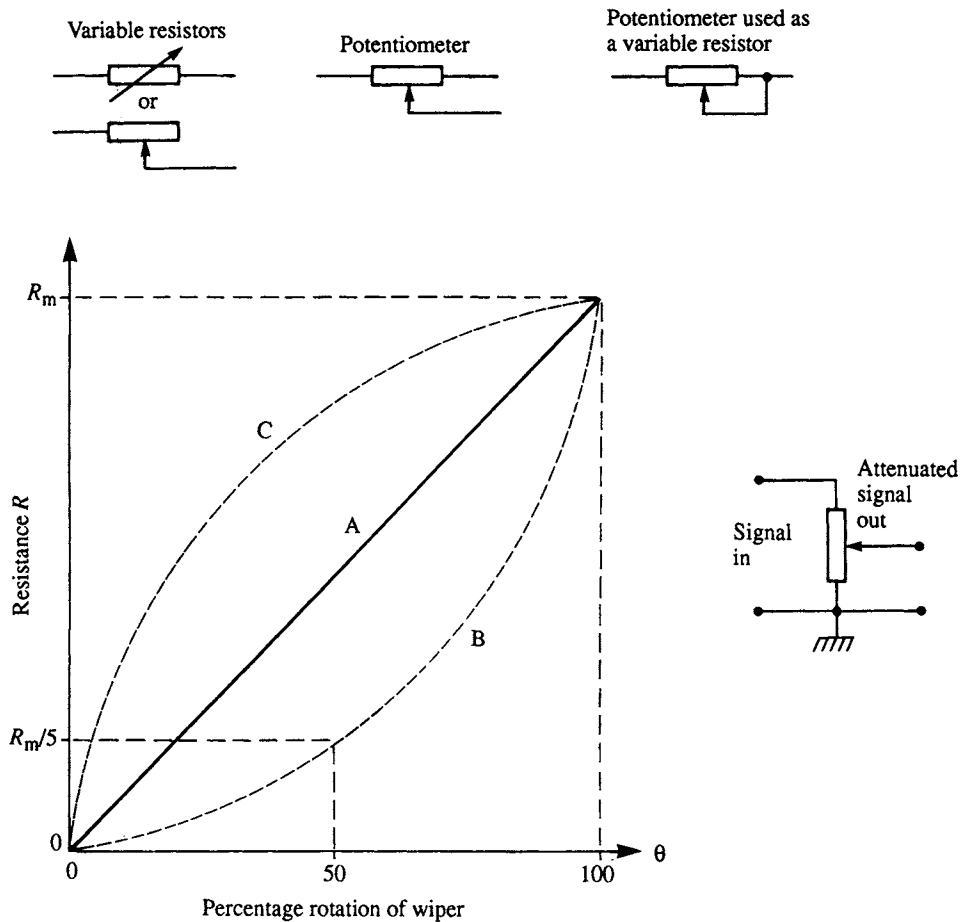 Variable resistors
or
Potentiometer
Potentiometer used as
a variable resistor
Resistance R
Rm
Rm/5
0
C
A
B
0
50
100
θ
Percentage rotation of wiper
Signal
in
Attenuated
signal
out